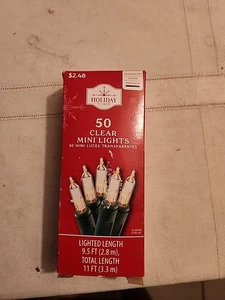 $2.48
HOLIDAY
TIME
50
CLEAR
MINI LIGHTS
50 MINI LUCES TRANSPARENTES
LIGHTED LENGTH
9.5 FT (2.8 m),
TOTAL LENGTH
11 FT (3.3 m)